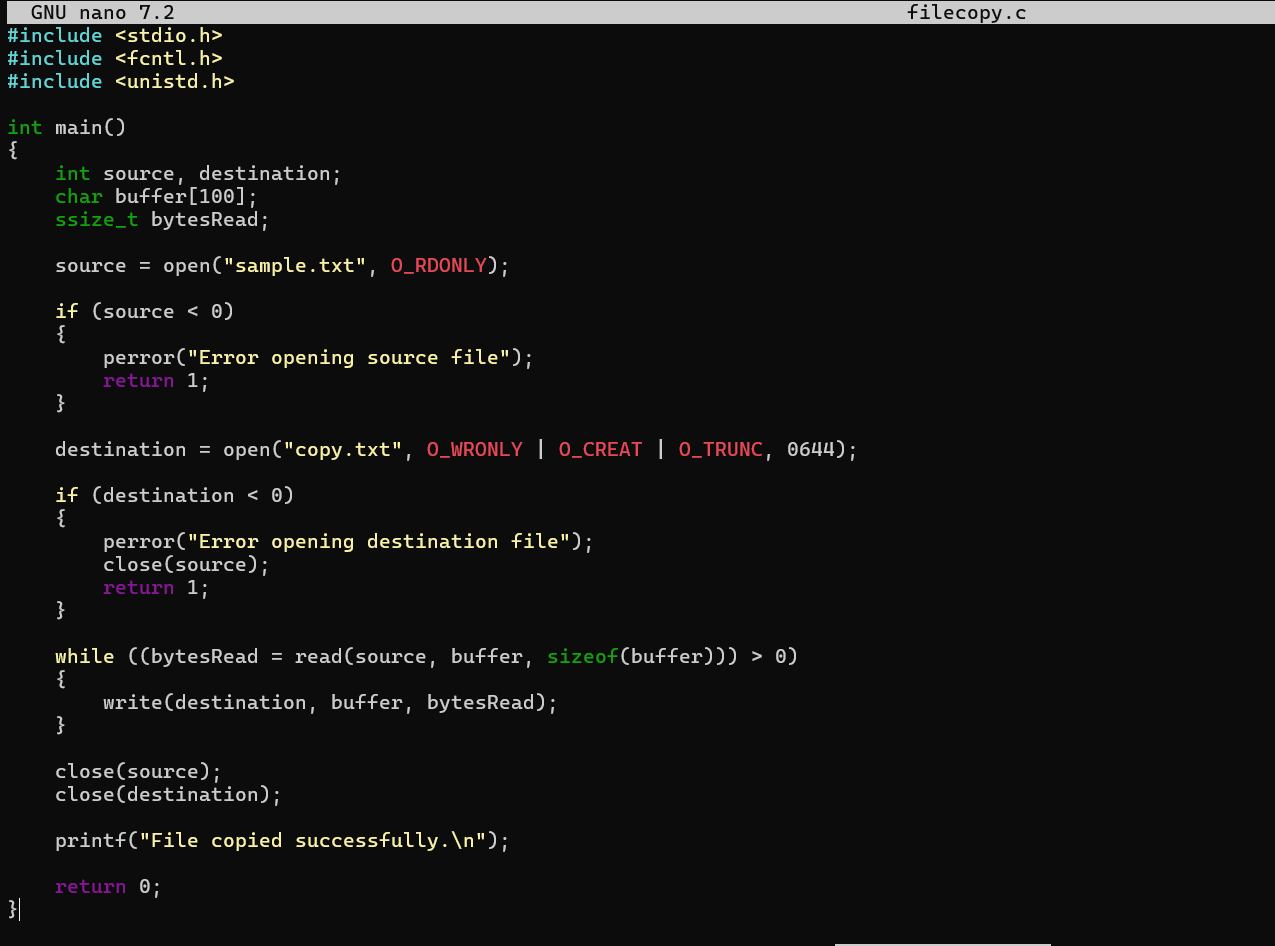 GNU nano 7.2 filecopy.c
#include <stdio.h>
#include <fcntl.h>
#include <unistd.h>
int main()
{
    int source, destination;
    char buffer[100];
    ssize_t bytesRead;
    source = open("sample.txt", O_RDONLY);
    if (source < 0)
    {
        perror("Error opening source file");
        return 1;
    }
    destination = open("copy.txt", O_WRONLY | O_CREAT | O_TRUNC, 0644);
    if (destination < 0)
    {
        perror("Error opening destination file");
        close(source);
        return 1;
    }
    while ((bytesRead = read(source, buffer, sizeof(buffer))) > 0)
    {
        write(destination, buffer, bytesRead);
    }
    close(source);
    close(destination);
    printf("File copied successfully.\n");
    return 0;
}